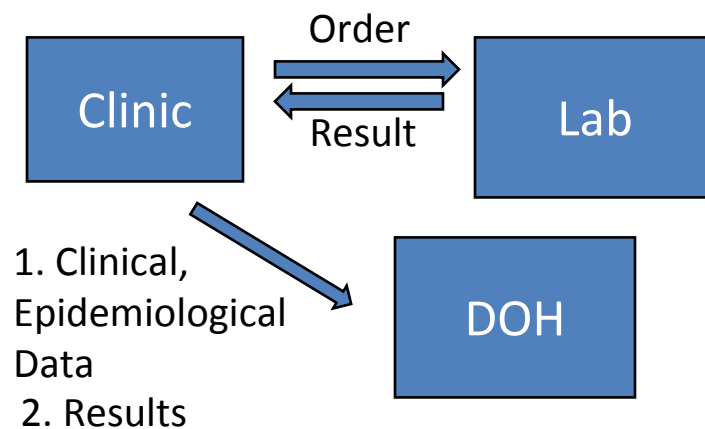 Order
Clinic
Lab
Result
1. Clinical,
Epidemiological
Data
2. Results
DOH